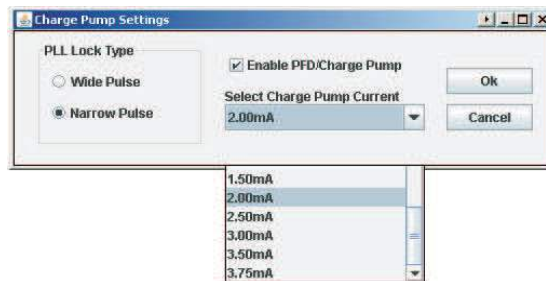 Charge Pump Settings
PLL Lock Type
Wide Pulse
Narrow Pulse
Enable PFD/Charge Pump
Select Charge Pump Current
2.00mA
Ok
Cancel
1.50mA
2.00mA
2.50mA
3.00mA
3.50mA
3.75mA